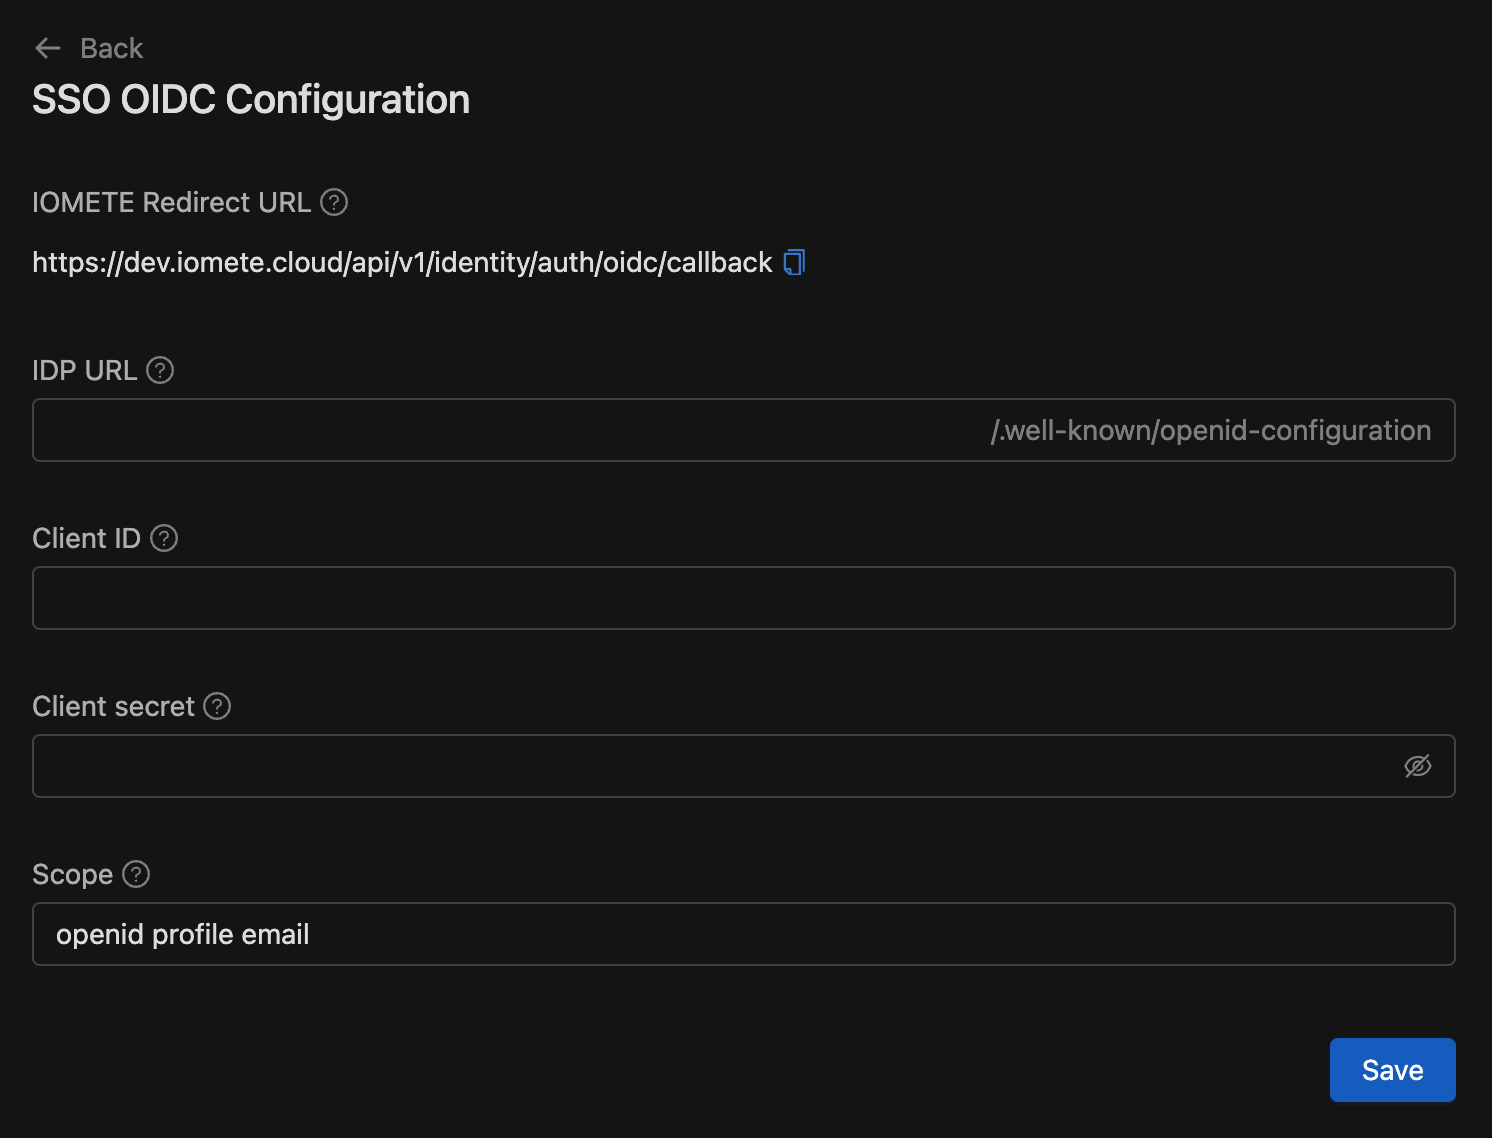 Back
SSO OIDC Configuration
IOMETE Redirect URL
https://dev.iomete.cloud/api/v1/identity/auth/oidc/callback
IDP URL
/.well-known/openid-configuration
Client ID
Client secret
Scope
openid profile email
Save